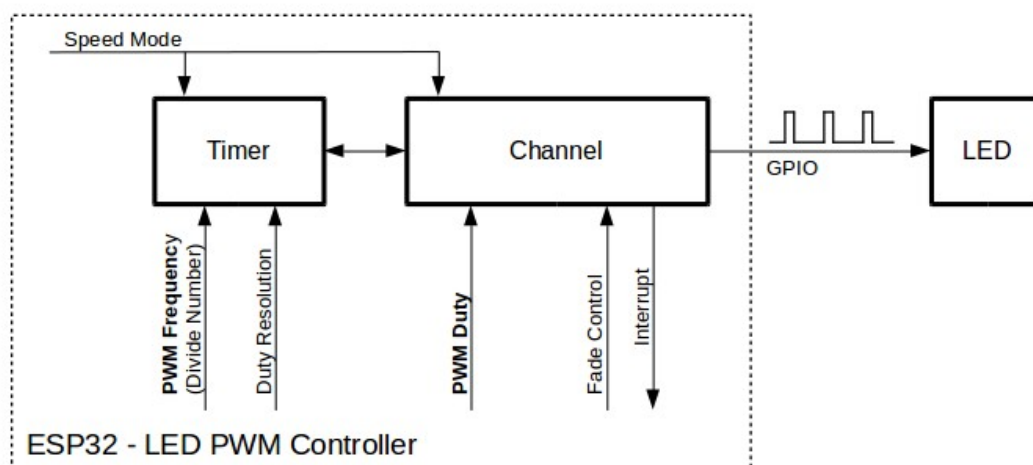 Speed Mode
Timer
Channel
LED
GPIO
PWM Frequency
(Divide Number)
Duty Resolution
PWM Duty
Fade Control
Interrupt
ESP32 - LED PWM Controller